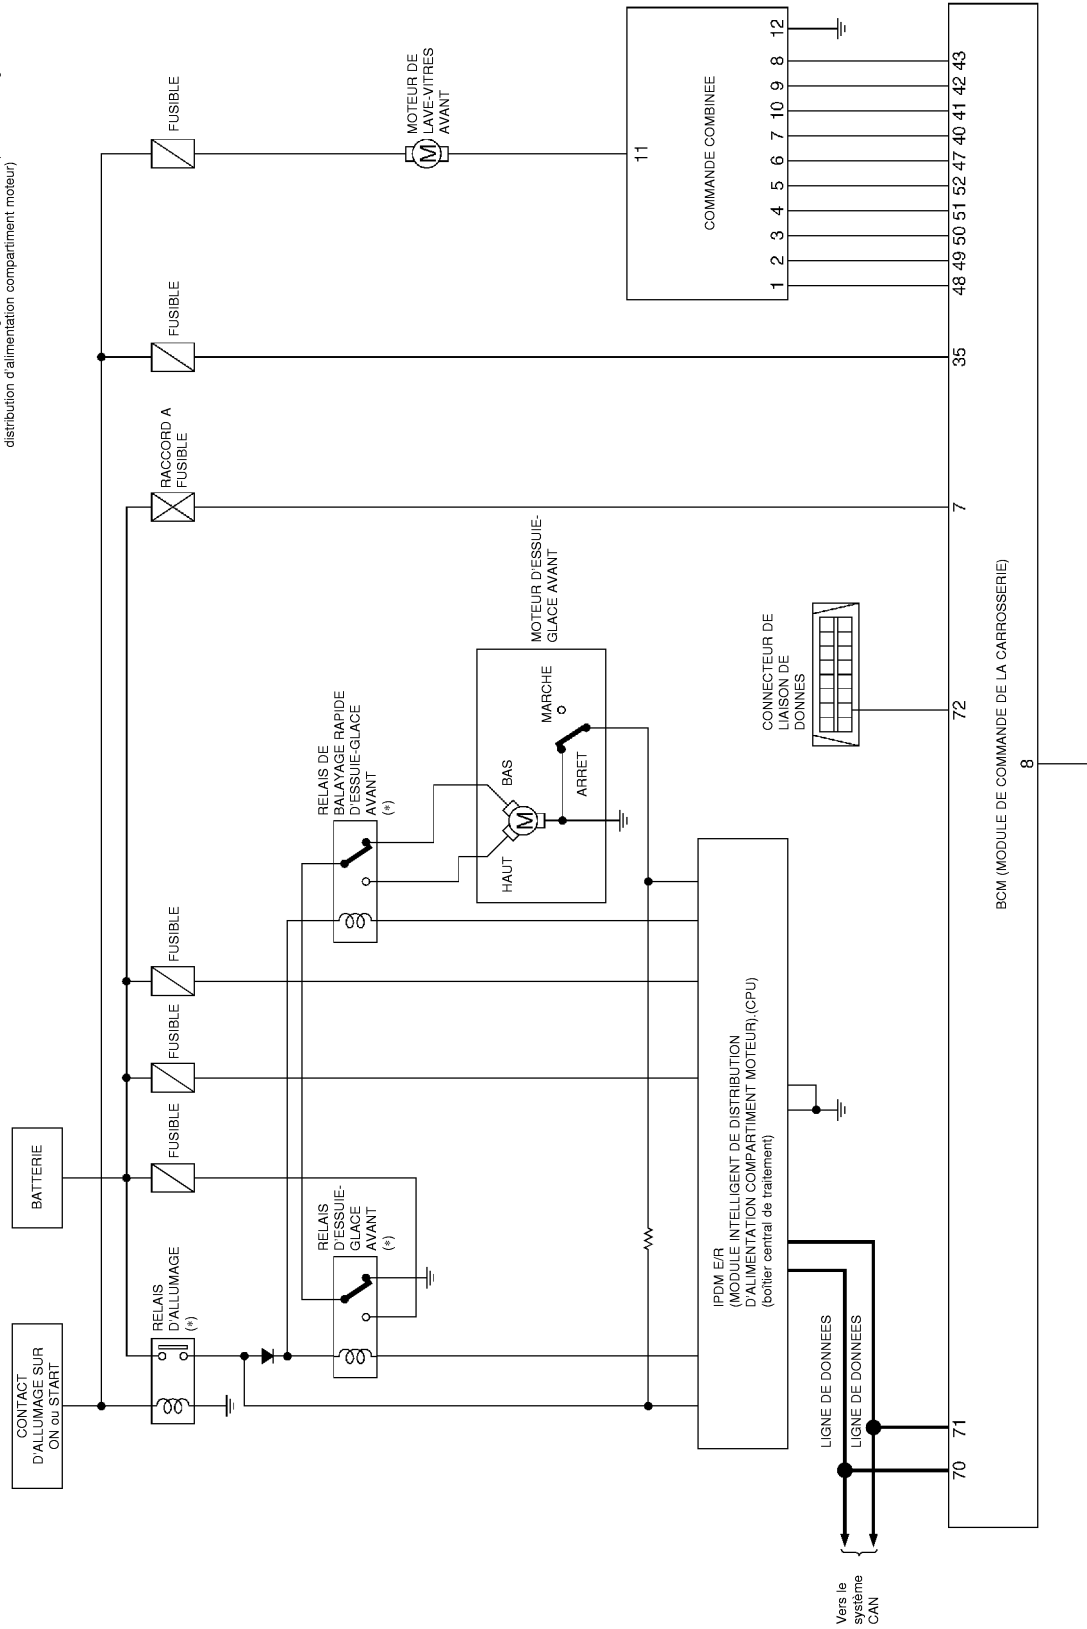 distribution d'alimentation compartiment moteur)
CONTACT
D'ALLUMAGE SUR
ON ou START
BATTERIE
RELAIS
D'ALLUMAGE
(*)
FUSIBLE
FUSIBLE
FUSIBLE
RACCORD A
FUSIBLE
FUSIBLE
FUSIBLE
RELAIS
D'ESSUIE-
GLACE
AVANT
(*)
RELAIS DE
BALAYAGE RAPIDE
D'ESSUIE-GLACE
AVANT
(*)
MOTEUR DE
LAVE-VITRES
AVANT
M
MOTEUR D'ESSUIE-
GLACE AVANT
HAUT
BAS
M
ARRET
MARCHE
11
COMMANDE COMBINEE
1 2 3 4 5 6 7 10 9 8 12
IPDM E/R
(MODULE INTELLIGENT DE DISTRIBUTION
D'ALIMENTATION COMPARTIMENT MOTEUR).(CPU)
(boîtier central de traitement)
CONNECTEUR DE
LIAISON DE
DONNES
LIGNE DE DONNEES
LIGNE DE DONNEES
Vers le
système
CAN
70 71 72 7 35 48 49 50 51 52 47 40 41 42 43
BCM (MODULE DE COMMANDE DE LA CARROSSERIE)
8